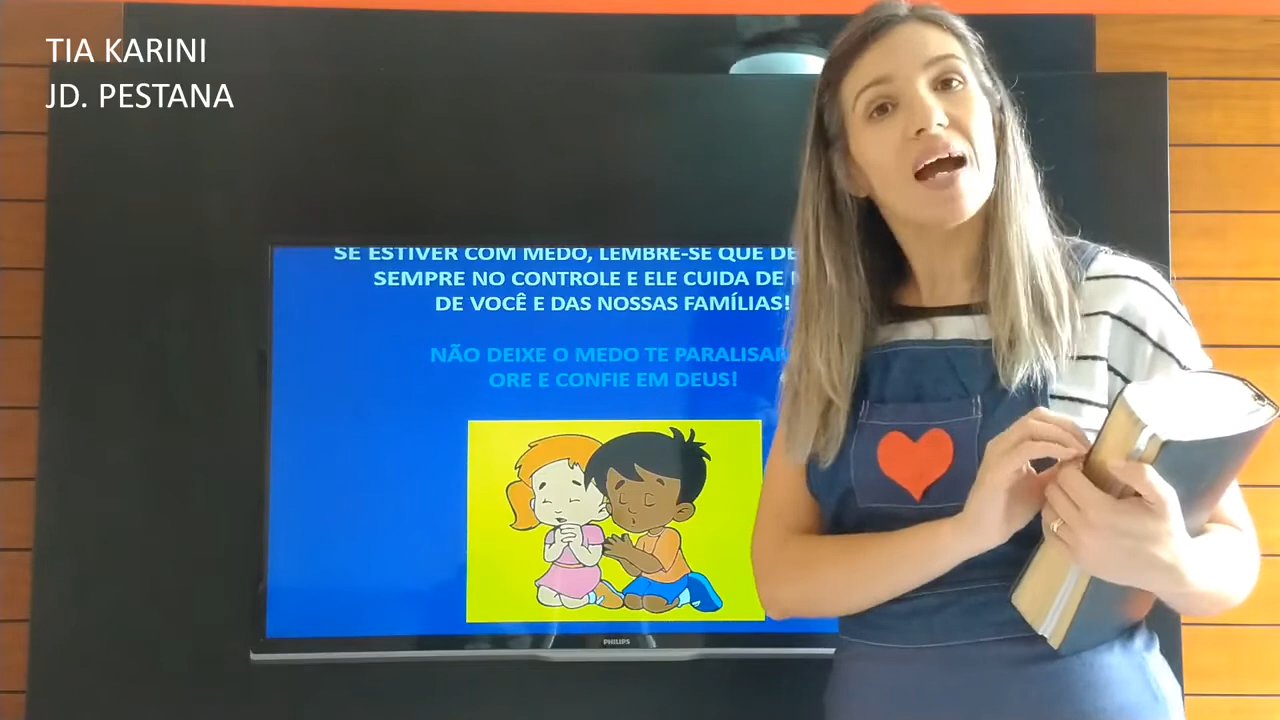 TIA KARINI
JD. PESTANA
SE ESTIVER COM MEDO, LEMBRE-SE QUE
SEMPRE NO CONTROLE E ELE CUIDA DE
DE VOCÊ E DAS NOSSAS FAMÍLIAS!
NÃO DEIXE O MEDO TE PARALISAR
ORE E CONFIE EM DEUS!
PHILIPS